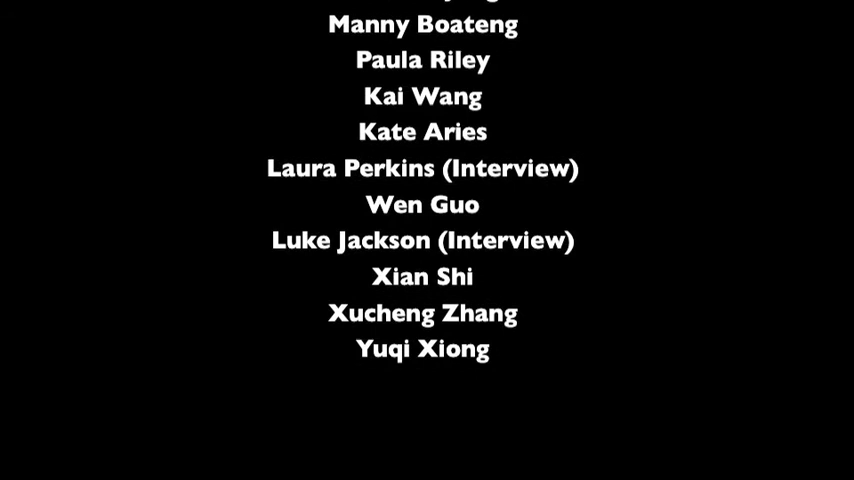 Manny Boateng
Paula Riley
Kai Wang
Kate Aries
Laura Perkins (Interview)
Wen Guo
Luke Jackson (Interview)
Xian Shi
Xucheng Zhang
Yuqi Xiong